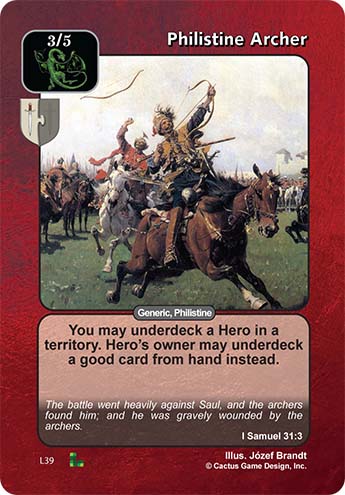 3/5
Philistine Archer
Generic, Philistine
You may underdeck a Hero in a
territory. Hero's owner may underdeck
a good card from hand instead.
The battle went heavily against Saul, and the archers
found him; and he was gravely wounded by the
archers.
I Samuel 31:3
L39
L
Illus. Józef Brandt
© Cactus Game Design, Inc.